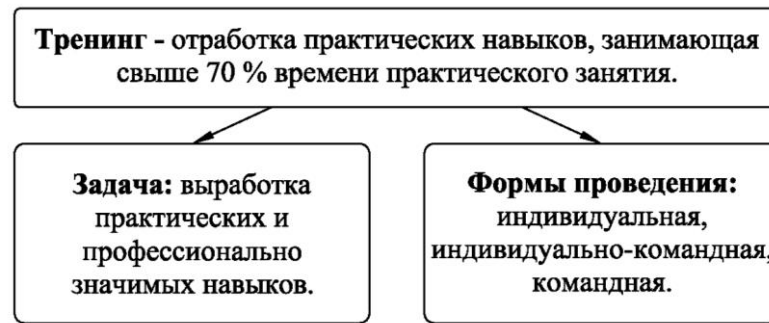 Тренинг - отработка практических навыков, занимающая
свыше 70 % времени практического занятия.
Задача: выработка
практических и
профессионально
значимых навыков.
Формы проведения:
индивидуальная,
индивидуально-командная,
командная.